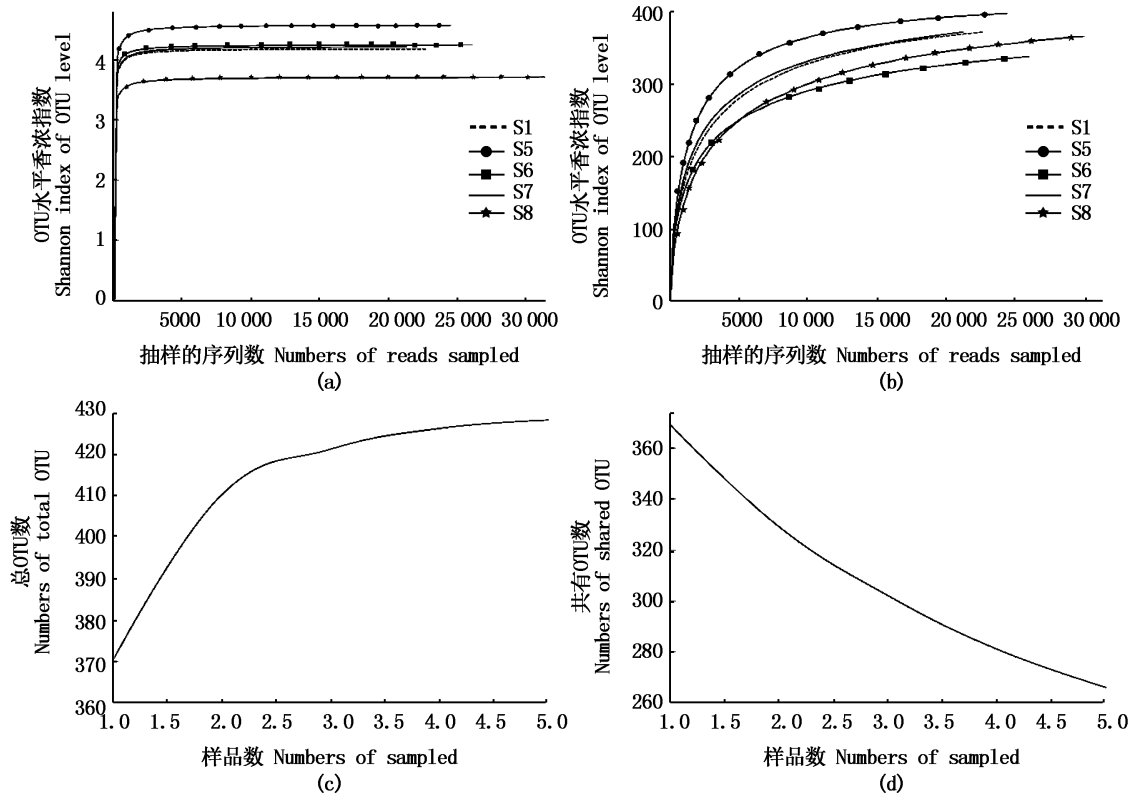 4
3
2
1
0
OTU水平香浓指数
Shannon index of OTU level
S1
S5
S6
S7
S8
5000 10 000 15 000 20 000 25 000 30 000
抽样的序列数 Numbers of reads sampled
(a)
400
300
200
100
0
OTU水平香浓指数
Shannon index of OTU level
S1
S5
S6
S7
S8
5000 10 000 15 000 20 000 25 000 30 000
抽样的序列数 Numbers of reads sampled
(b)
430
420
410
400
390
380
370
360
总OTU数
Numbers of total OTU
1.0 1.5 2.0 2.5 3.0 3.5 4.0 4.5 5.0
样品数 Numbers of sampled
(c)
360
340
320
300
280
260
共有OTU数
Numbers of shared OTU
1.0 1.5 2.0 2.5 3.0 3.5 4.0 4.5 5.0
样品数 Numbers of sampled
(d)